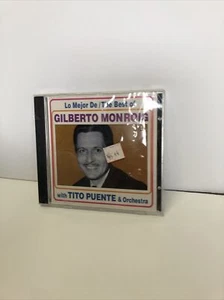 Lo Mejor De / The Best of
GILBERTO MONROIG
with TITO PUENTE & Orchestra